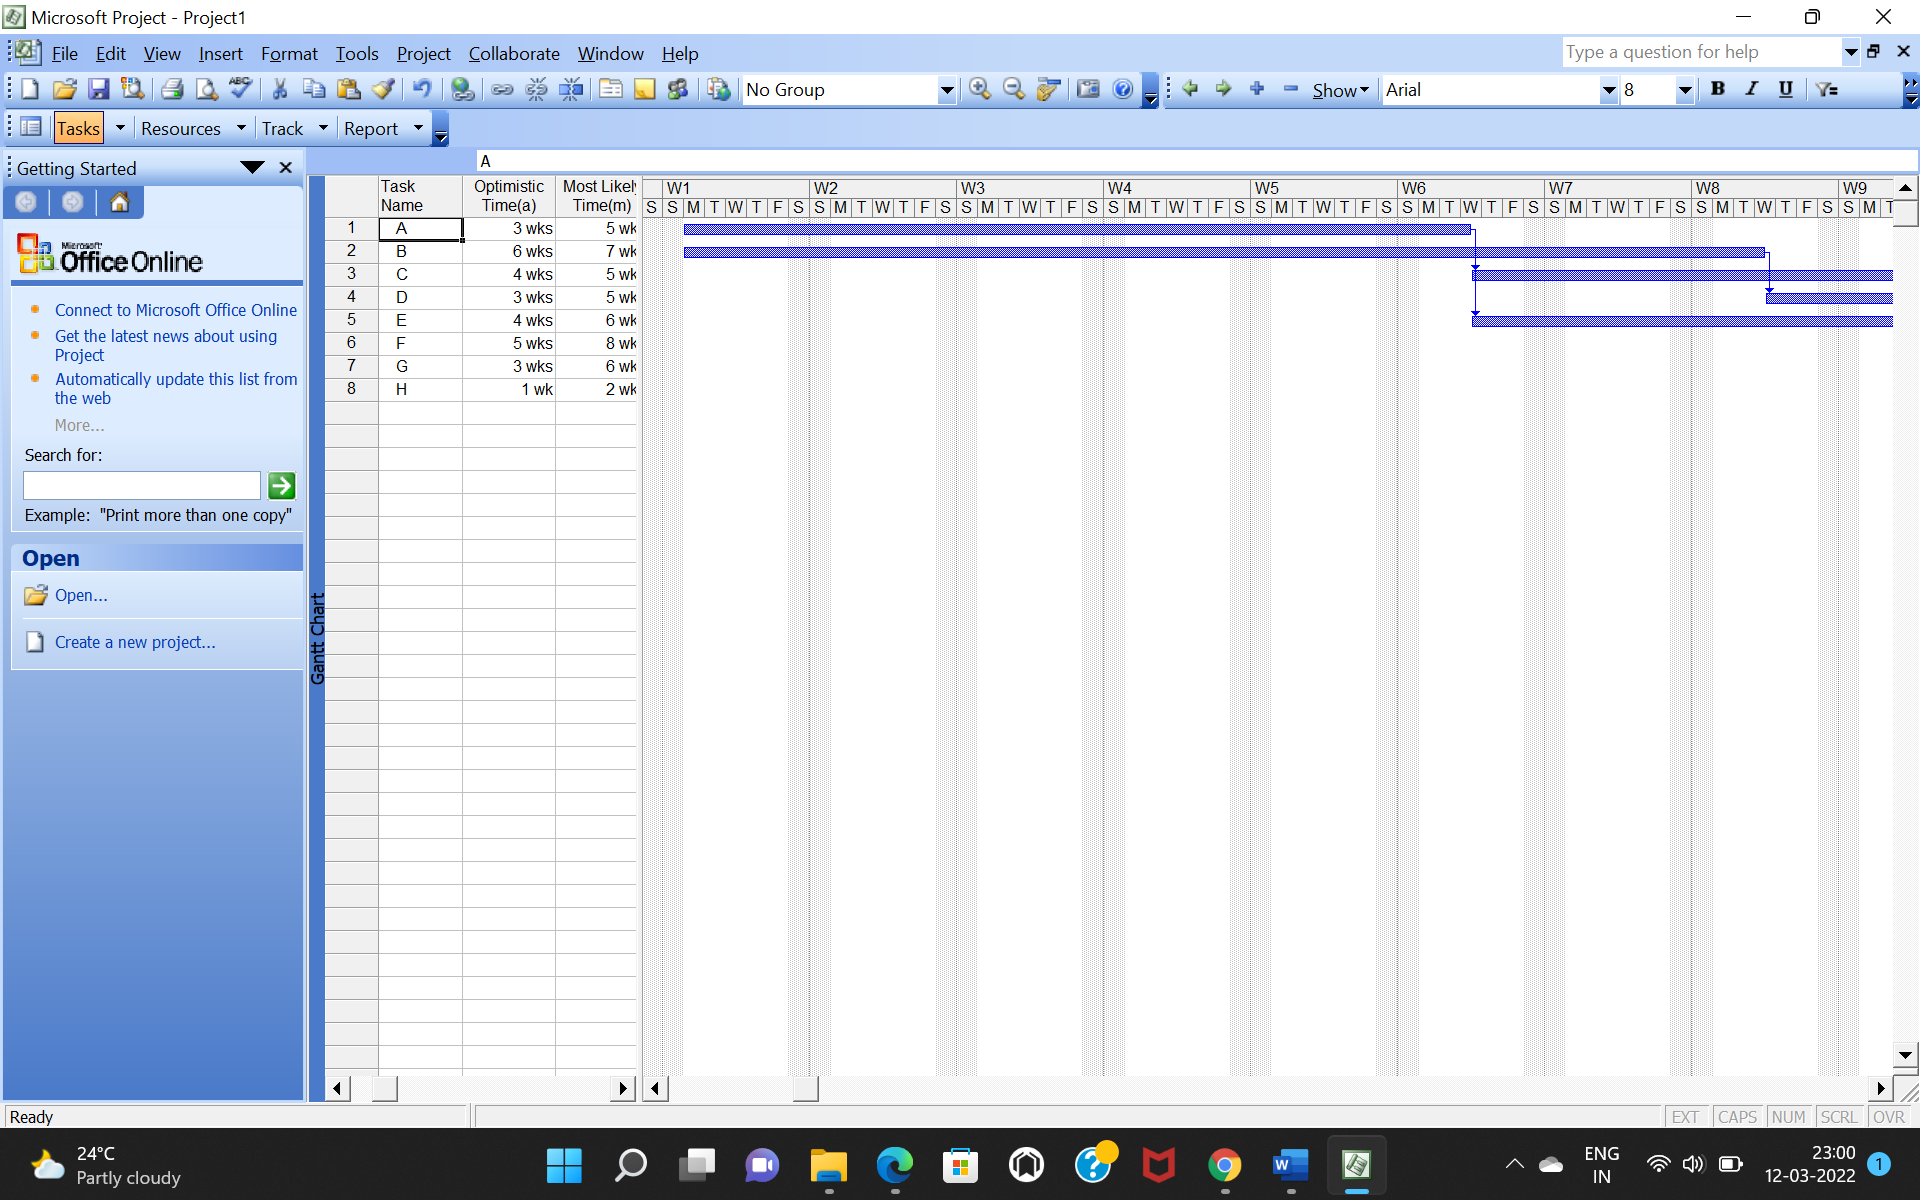 Microsoft Project - Project1
File Edit View Insert Format Tools Project Collaborate Window Help
Type a question for help
ABC
No Group
Show
Arial
8
B I U
Tasks Resources Track Report
Getting Started
A
Microsoft
Office Online
Connect to Microsoft Office Online
Get the latest news about using
Project
Automatically update this list from
the web
More...
Search for:
Example: "Print more than one copy"
Open
Open...
Create a new project...
Gantt Chart
Task Name Optimistic Time(a) Most Likel Time(m)
1 A 3 wks 5 wk
2 B 6 wks 7 wk
3 C 4 wks 5 wk
4 D 3 wks 5 wk
5 E 4 wks 6 wk
6 F 5 wks 8 wk
7 G 3 wks 6 wk
8 H 1 wk 2 wk
W1 W2 W3 W4 W5 W6 W7 W8 W9
S S M T W T F S S M T W T F S S M T W T F S S M T W T F S S M T W T F S S M T W T F S S M T W T F S S M T W T F S S M T
Ready
EXT CAPS NUM SCRL OVR
24°C
Partly cloudy
W
ENG
IN
23:00
12-03-2022
1